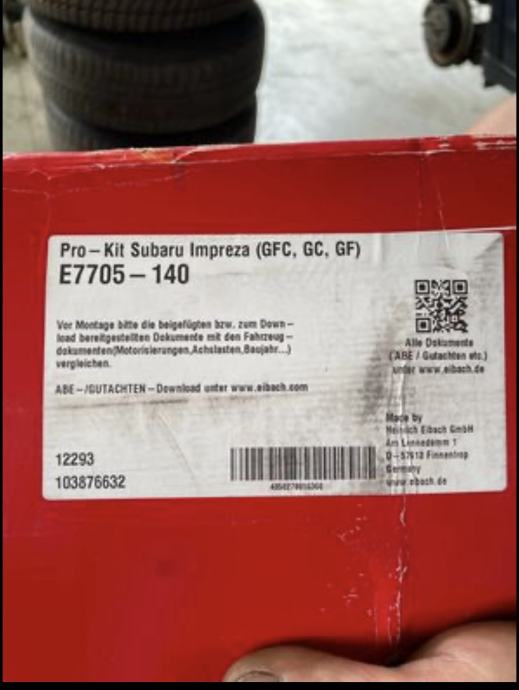 Pro-Kit Subaru Impreza (GFC, GC, GF)
E7705-140
Vor Montage bitte die beigefügten bzw. zum Down-
load bereitgestellten Dokumente mit den Fahrzeug-
dokumenten(Motorisierungen,Achslasten,Baujahr...)
vergleichen.
ABE-/GUTACHTEN-Download unter www.eibach.com
Alle Dokumente
(ABE / Gutachten etc.)
unter www.eibach.de
12293
103876632
Made by
Heinrich Eibach GmbH
Am Lennedamm 1
D-57413 Finnentrop
Germany
www.eibach.de